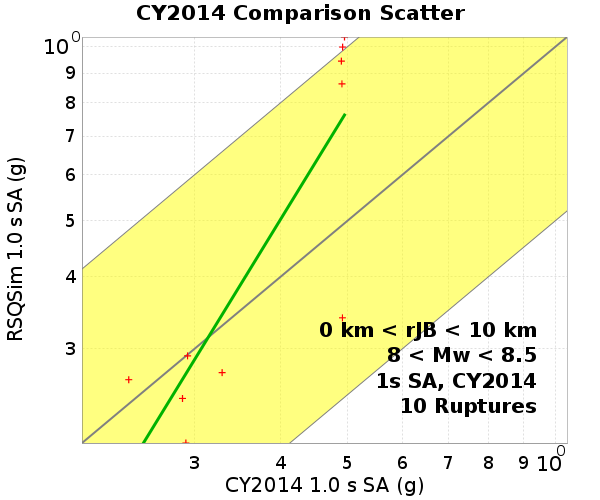 CY2014 Comparison Scatter
RSQSim 1.0 s SA (g)
10⁰
9
8
7
6
5
4
3
0 km < rJB < 10 km
8 < Mw < 8.5
1s SA, CY2014
10 Ruptures
3 4 5 6 7 8 9 10⁰
CY2014 1.0 s SA (g)